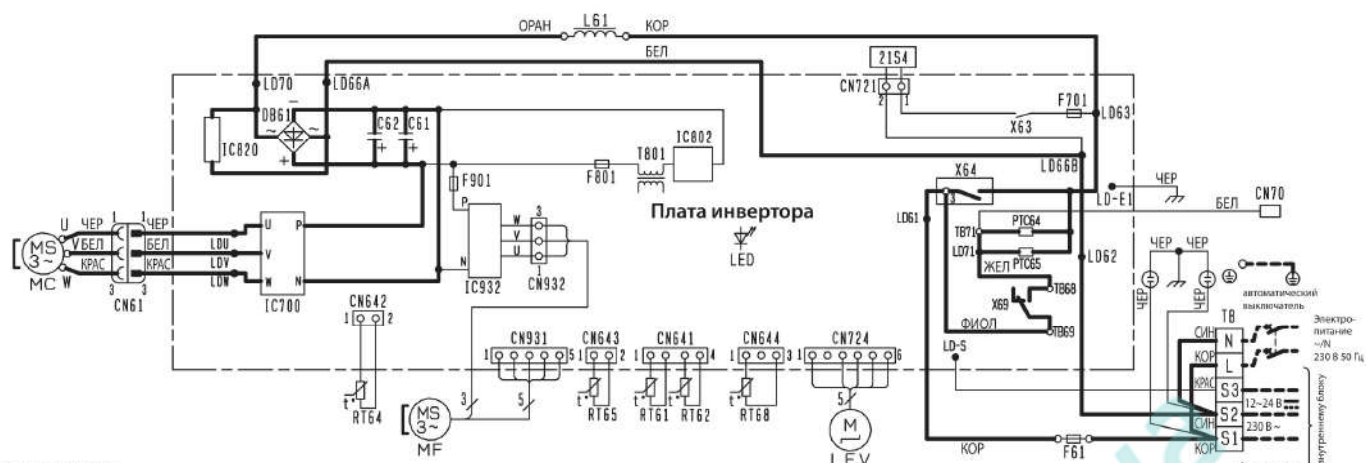 ОРАН L61 КОР
БЕЛ
21S4
LD70 LD66A
CN721
2 1
F701
LD63
X63
DB61
C62 C61
IC820
IC802
T801
F801
F901
LD66B
X64
3
LD-E1
ЧЕР
БЕЛ
CN70
Плата инвертора
LED
LD61
TB71
PTC64
LD71
PTC65
LD62
ЖЕЛ
TB68
X69
ФИОЛ
TB69
LD-S
U ЧЕР 1 1 ЧЕР LDU U P
V БЕЛ БЕЛ LDV V
W КРАС 3 3 КРАС LDW W N
MS
3~
MC
CN61
IC700
P
N
W
V
U
3
1
IC932
CN932
CN642
1 2
CN931
1 5
CN643
1 2
CN641
1 4
CN644
1 3
CN724
1 6
t°
RT64
3
5
MS
3~
MF
t°
RT65
t°
RT61
t°
RT62
t°
RT68
5
M
LEV
ЧЕР ЧЕР
ЧЕР
ЧЕР
автоматический
выключатель
TB
СИН N
КОР L
КРАС S3
S2
СИН
S1
КОР
Электро-
питание
~/N
230 В 50 Гц
12~24 В
230 В ~
внутреннему блоку
КОР
F61